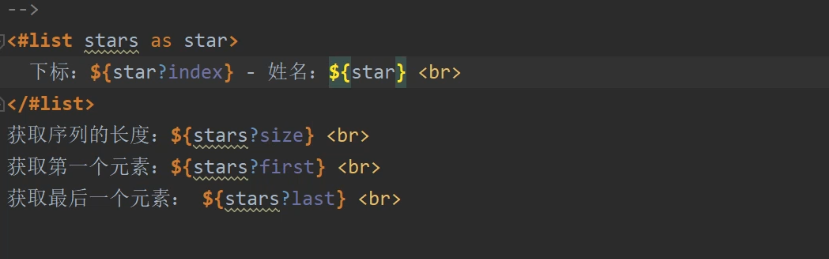 -->
<#list stars as star>
下标：${star?index} - 姓名：${star} <br>
</#list>
获取序列的长度：${stars?size} <br>
获取第一个元素：${stars?first} <br>
获取最后一个元素： ${stars?last} <br>